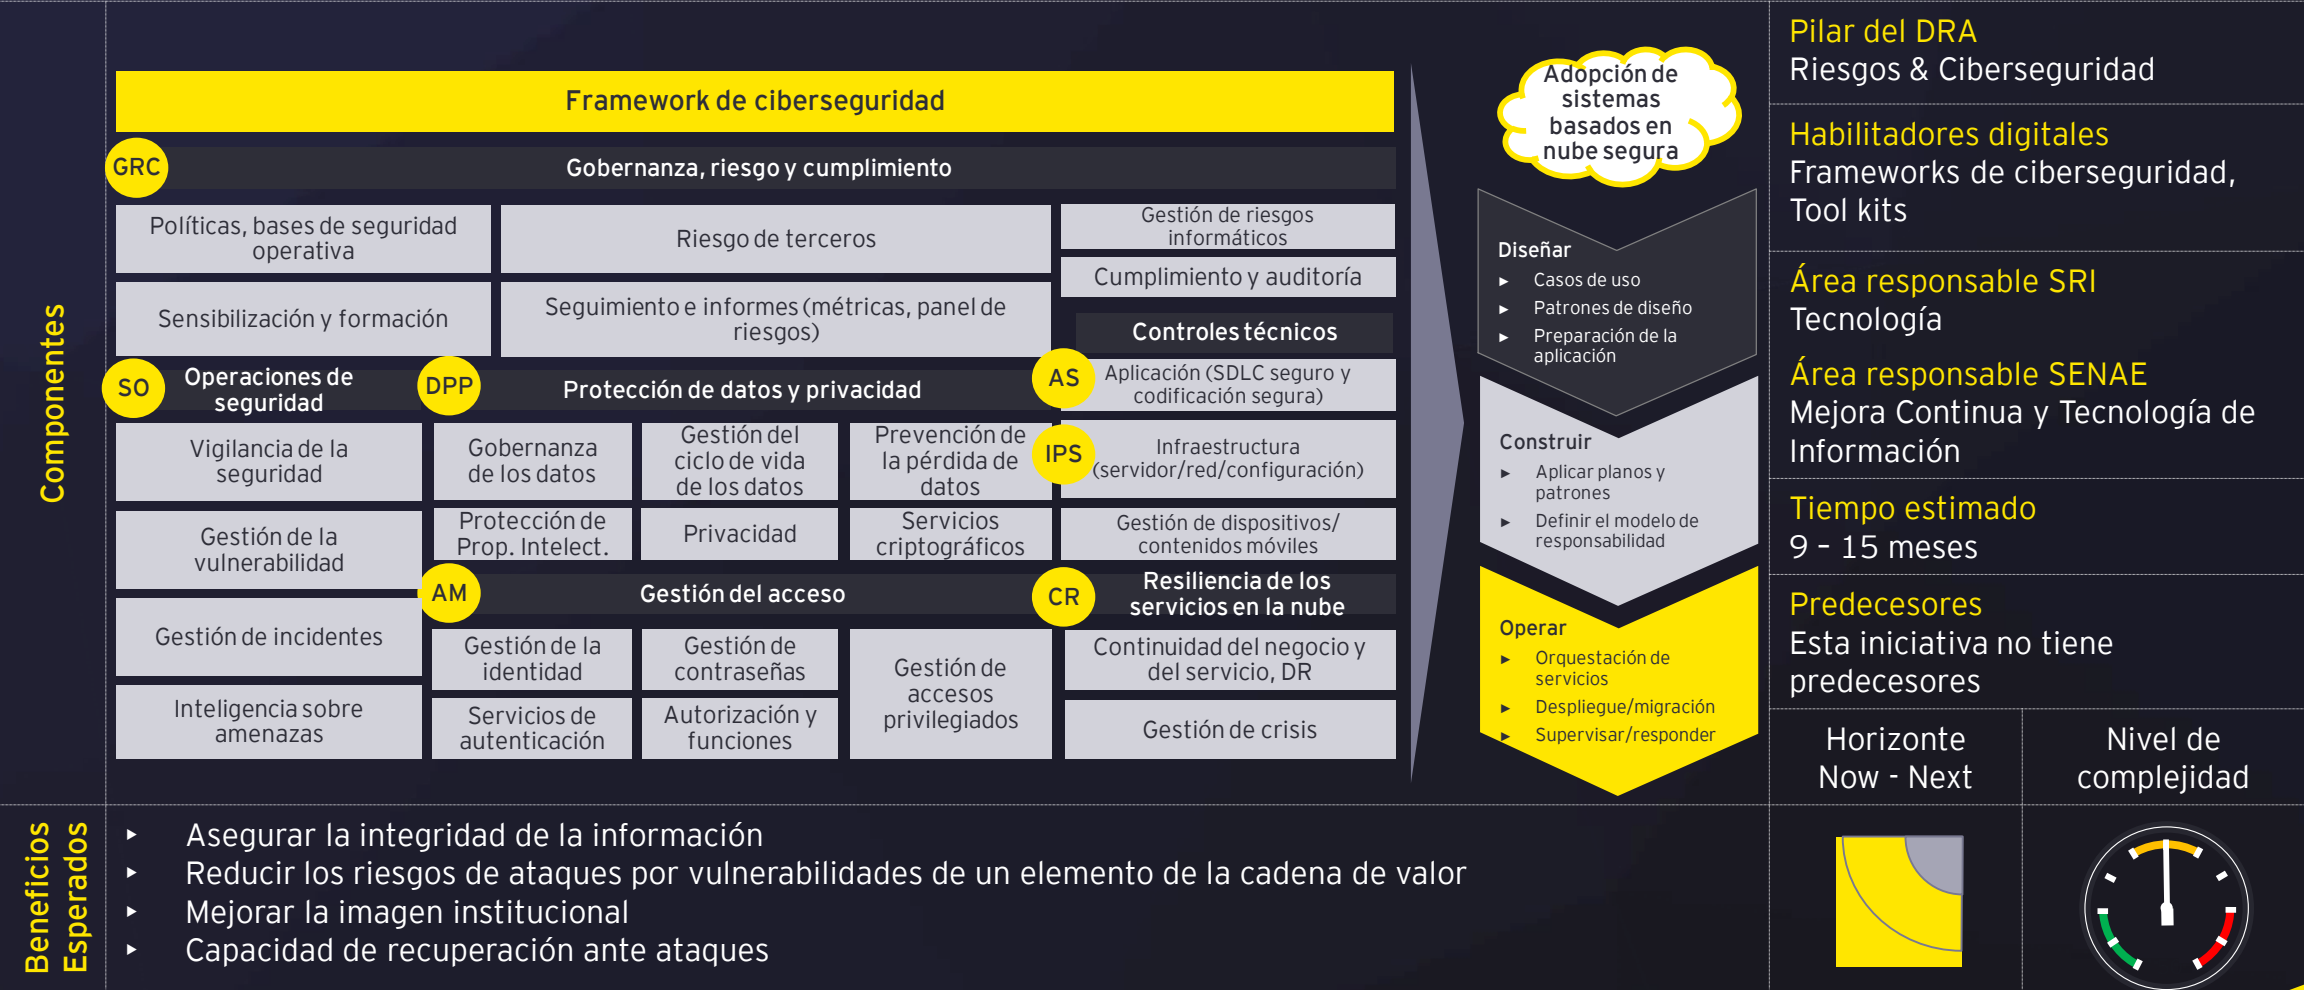 Componentes
Framework de ciberseguridad
GRC
Gobernanza, riesgo y cumplimiento
Políticas, bases de seguridad
operativa
Riesgo de terceros
Gestión de riesgos
informáticos
Cumplimiento y auditoría
Sensibilización y formación
Seguimiento e informes (métricas, panel de
riesgos)
Controles técnicos
SO
Operaciones de
seguridad
DPP
Protección de datos y privacidad
AS
Aplicación (SDLC seguro y
codificación segura)
Vigilancia de la
seguridad
Gobernanza
de los datos
Gestión del
ciclo de vida
de los datos
Prevención de
la pérdida de
datos
IPS
Infraestructura
(servidor/red/configuración)
Gestión de la
vulnerabilidad
Protección de
Prop. Intelect.
Privacidad
Servicios
criptográficos
Gestión de dispositivos/
contenidos móviles
AM
Gestión del acceso
CR
Resiliencia de los
servicios en la nube
Gestión de incidentes
Gestión de la
identidad
Gestión de
contraseñas
Gestión de
accesos
privilegiados
Continuidad del negocio y
del servicio, DR
Inteligencia sobre
amenazas
Servicios de
autenticación
Autorización y
funciones
Gestión de crisis
Adopción de
sistemas
basados en
nube segura
Diseñar
► Casos de uso
► Patrones de diseño
► Preparación de la
aplicación
Construir
► Aplicar planos y
patrones
► Definir el modelo de
responsabilidad
Operar
► Orquestación de
servicios
► Despliegue/migración
► Supervisar/responder
Pilar del DRA
Riesgos & Ciberseguridad
Habilitadores digitales
Frameworks de ciberseguridad,
Tool kits
Área responsable SRI
Tecnología
Área responsable SENAE
Mejora Continua y Tecnología de
Información
Tiempo estimado
9 – 15 meses
Predecesores
Esta iniciativa no tiene
predecesores
Horizonte
Now - Next
Nivel de
complejidad
Beneficios
Esperados
► Asegurar la integridad de la información
► Reducir los riesgos de ataques por vulnerabilidades de un elemento de la cadena de valor
► Mejorar la imagen institucional
► Capacidad de recuperación ante ataques